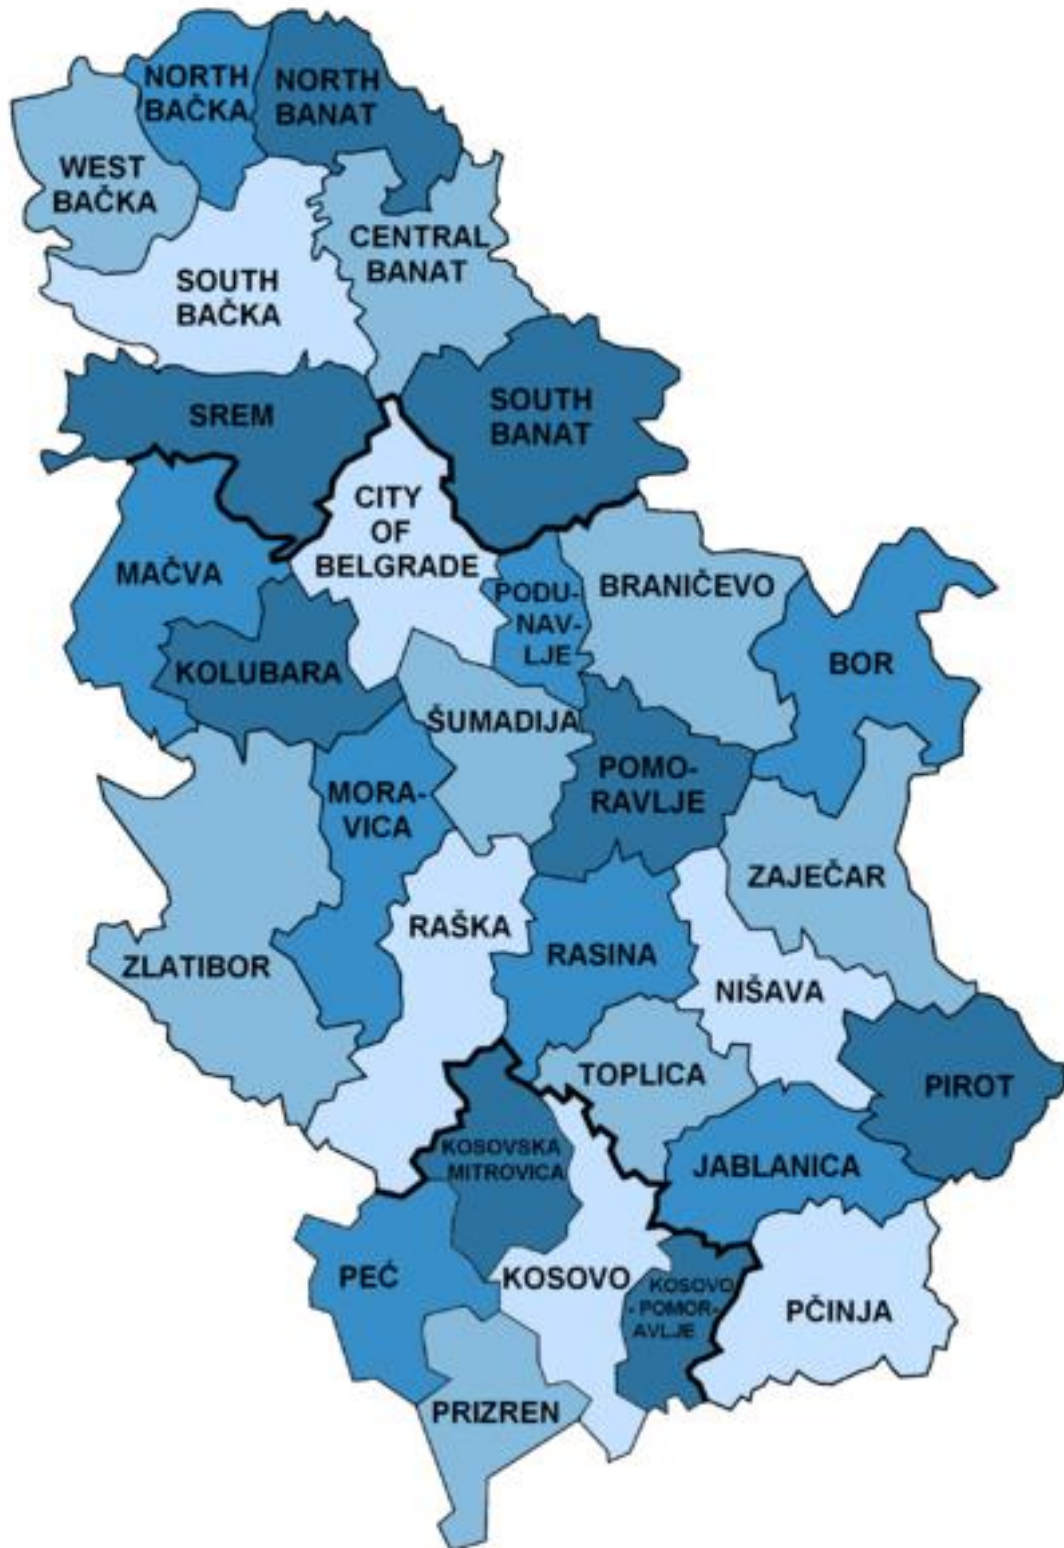 NORTH
BAČKA
NORTH
BANAT
WEST
BAČKA
CENTRAL
BANAT
SOUTH
BAČKA
SREM
SOUTH
BANAT
CITY
OF
BELGRADE
MAČVA
PODU-
NAV-
LJE
BRANIČEVO
KOLUBARA
BOR
ŠUMADIJA
POMO-
RAVLJE
MORA-
VICA
ZAJEČAR
RAŠKA
RASINA
ZLATIBOR
NIŠAVA
TOPLICA
PIROT
KOSOVSKA
MITROVICA
JABLANICA
PEĆ
KOSOVO
KOSOVO
- POMOR-
AVLJE
PČINJA
PRIZREN